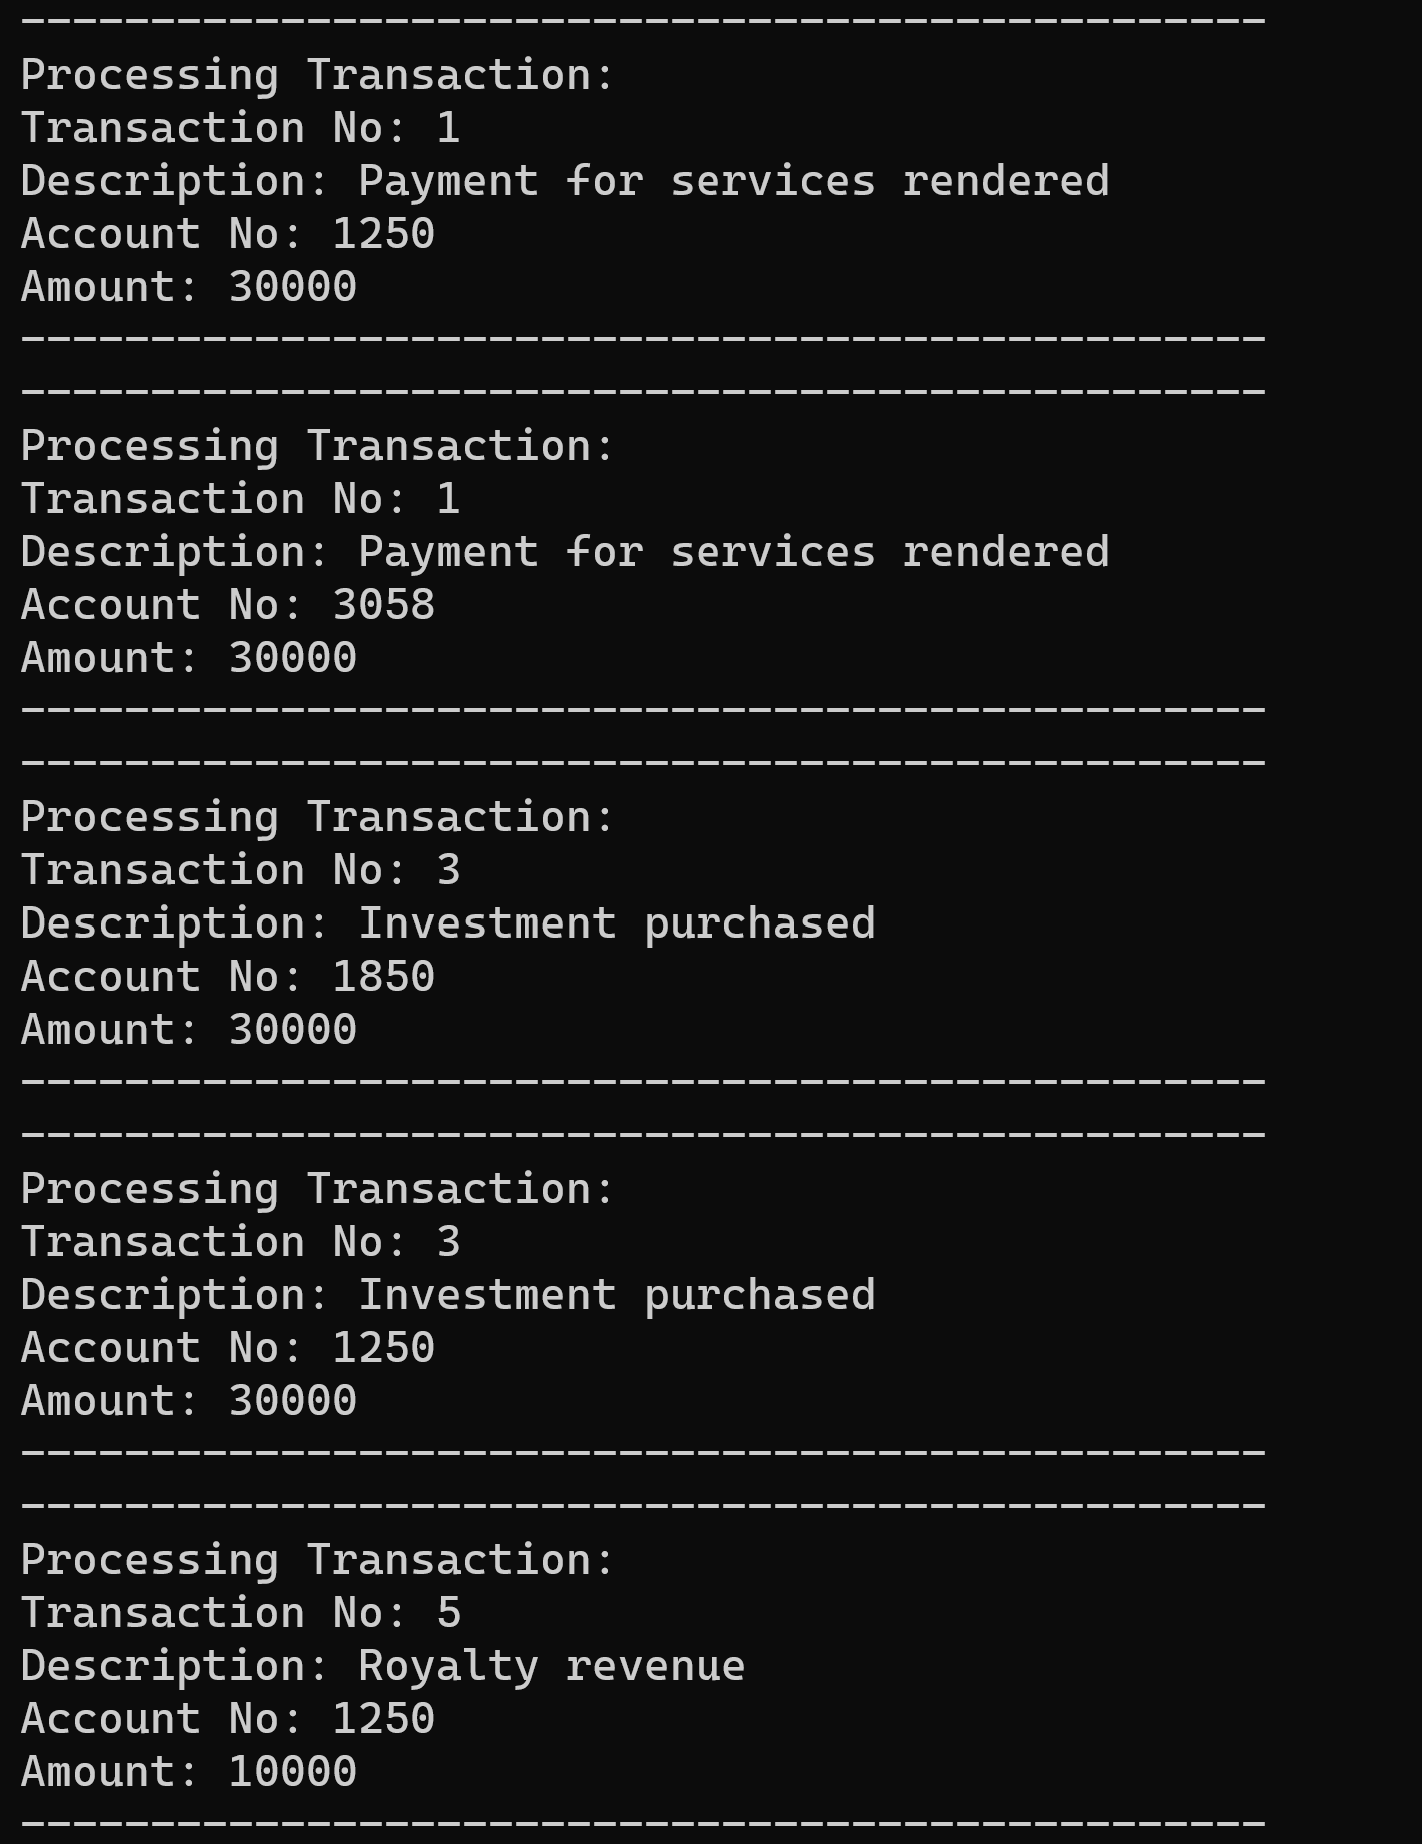 ------------------------------------------------
Processing Transaction:
Transaction No: 1
Description: Payment for services rendered
Account No: 1250
Amount: 30000
------------------------------------------------
------------------------------------------------
Processing Transaction:
Transaction No: 1
Description: Payment for services rendered
Account No: 3058
Amount: 30000
------------------------------------------------
------------------------------------------------
Processing Transaction:
Transaction No: 3
Description: Investment purchased
Account No: 1850
Amount: 30000
------------------------------------------------
------------------------------------------------
Processing Transaction:
Transaction No: 3
Description: Investment purchased
Account No: 1250
Amount: 30000
------------------------------------------------
------------------------------------------------
Processing Transaction:
Transaction No: 5
Description: Royalty revenue
Account No: 1250
Amount: 10000
------------------------------------------------